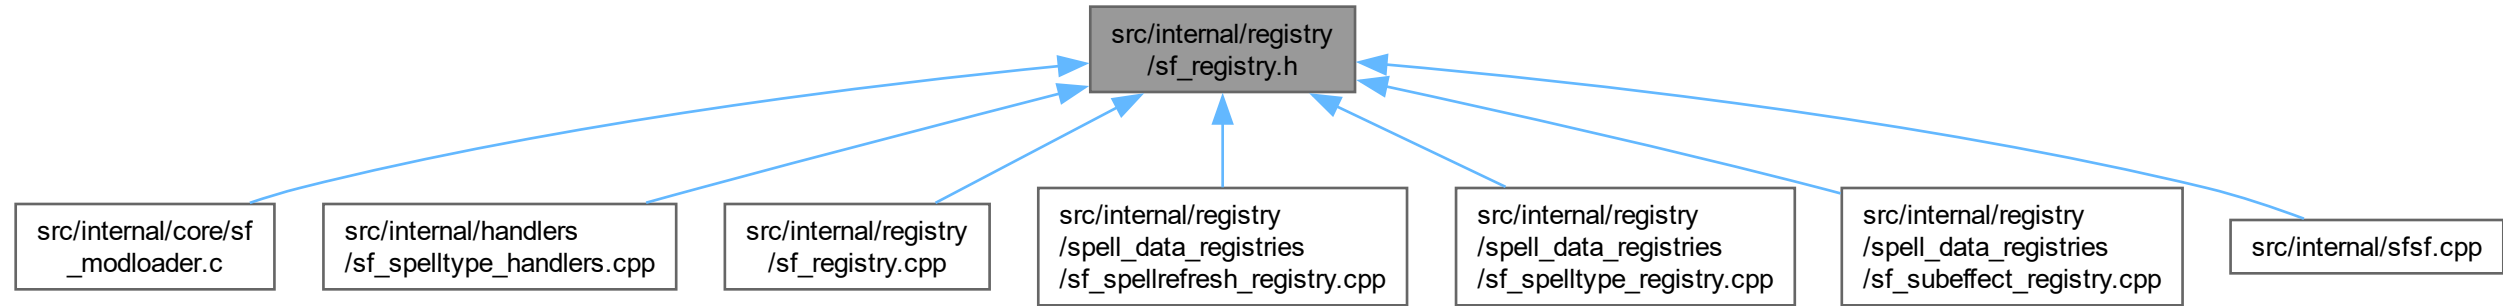 src/internal/registry
/sf_registry.h
src/internal/core/sf
_modloader.c
src/internal/handlers
/sf_spelltype_handlers.cpp
src/internal/registry
/sf_registry.cpp
src/internal/registry
/spell_data_registries
/sf_spellrefresh_registry.cpp
src/internal/registry
/spell_data_registries
/sf_spelltype_registry.cpp
src/internal/registry
/spell_data_registries
/sf_subeffect_registry.cpp
src/internal/sfsf.cpp